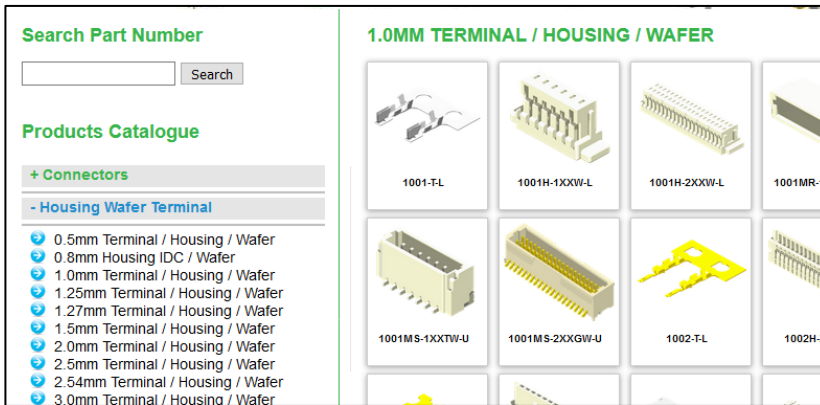 Search Part Number
Search
Products Catalogue
+ Connectors
- Housing Wafer Terminal
0.5mm Terminal / Housing / Wafer
0.8mm Housing IDC / Wafer
1.0mm Terminal / Housing / Wafer
1.25mm Terminal / Housing / Wafer
1.27mm Terminal / Housing / Wafer
1.5mm Terminal / Housing / Wafer
2.0mm Terminal / Housing / Wafer
2.5mm Terminal / Housing / Wafer
2.54mm Terminal / Housing / Wafer
3.0mm Terminal / Housing / Wafer
1.0MM TERMINAL / HOUSING / WAFER
1001-T-L 1001H-1XXW-L 1001H-2XXW-L 1001MR-
1001MS-1XXTW-U 1001MS-2XXGW-U 1002-T-L 1002H-